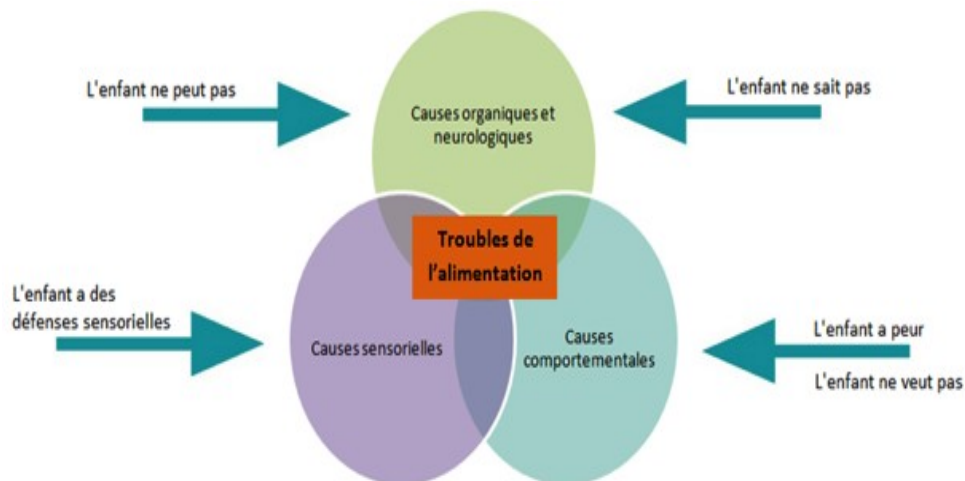 L'enfant ne peut pas
L'enfant ne sait pas
Causes organiques et
neurologiques
Troubles de
l'alimentation
L'enfant a des
défenses sensorielles
Causes sensorielles
Causes
comportementales
L'enfant a peur
L'enfant ne veut pas